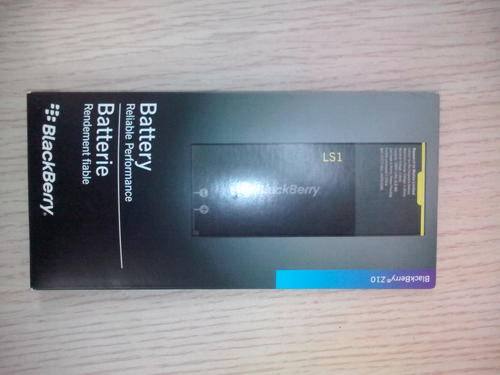 BlackBerry® Z10
LS1
BlackBerry
Battery
Reliable Performance
Batterie
Rendement fiable
BlackBerry.